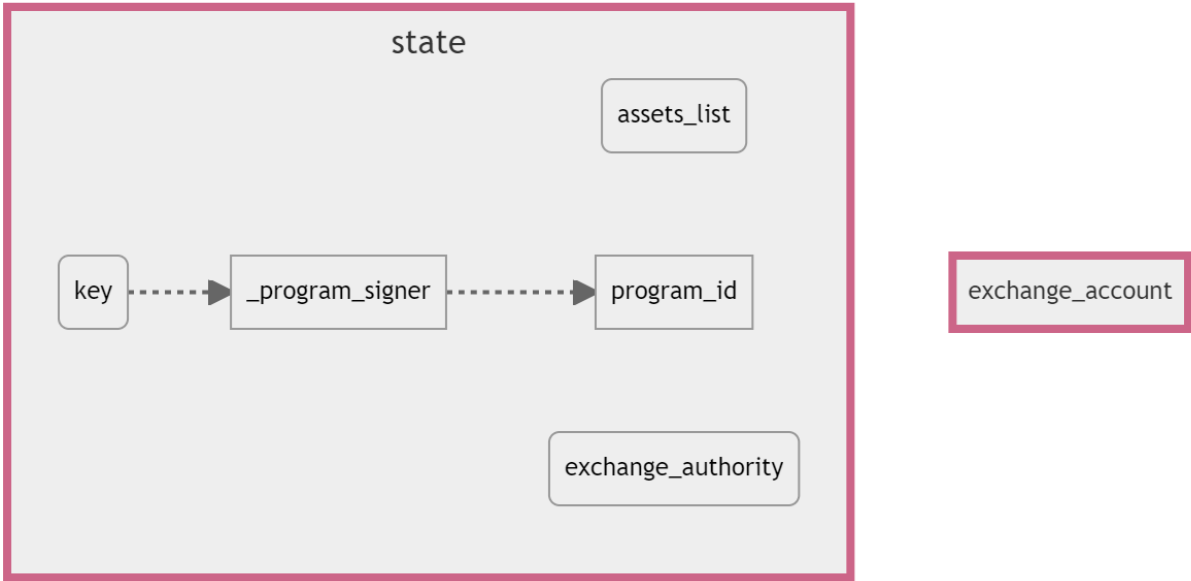 state
assets_list
key
_program_signer
program_id
exchange_account
exchange_authority